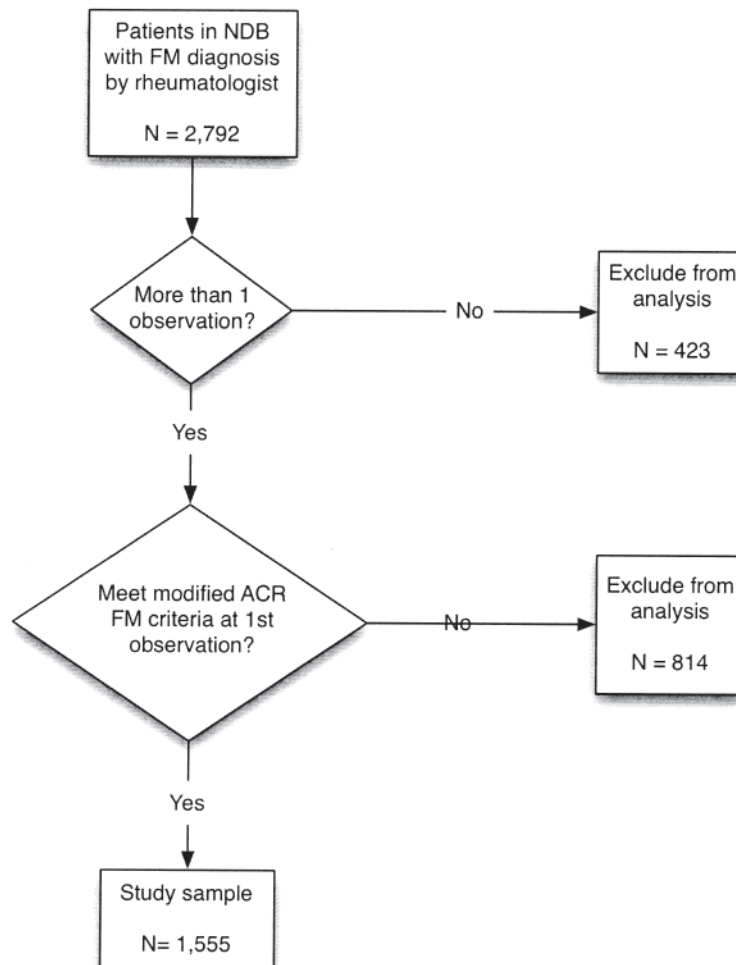 Patients in NDB
with FM diagnosis
by rheumatologist
N = 2,792
More than 1
observation?
No
Exclude from
analysis
N = 423
Yes
Meet modified ACR
FM criteria at 1st
observation?
No
Exclude from
analysis
N = 814
Yes
Study sample
N= 1,555